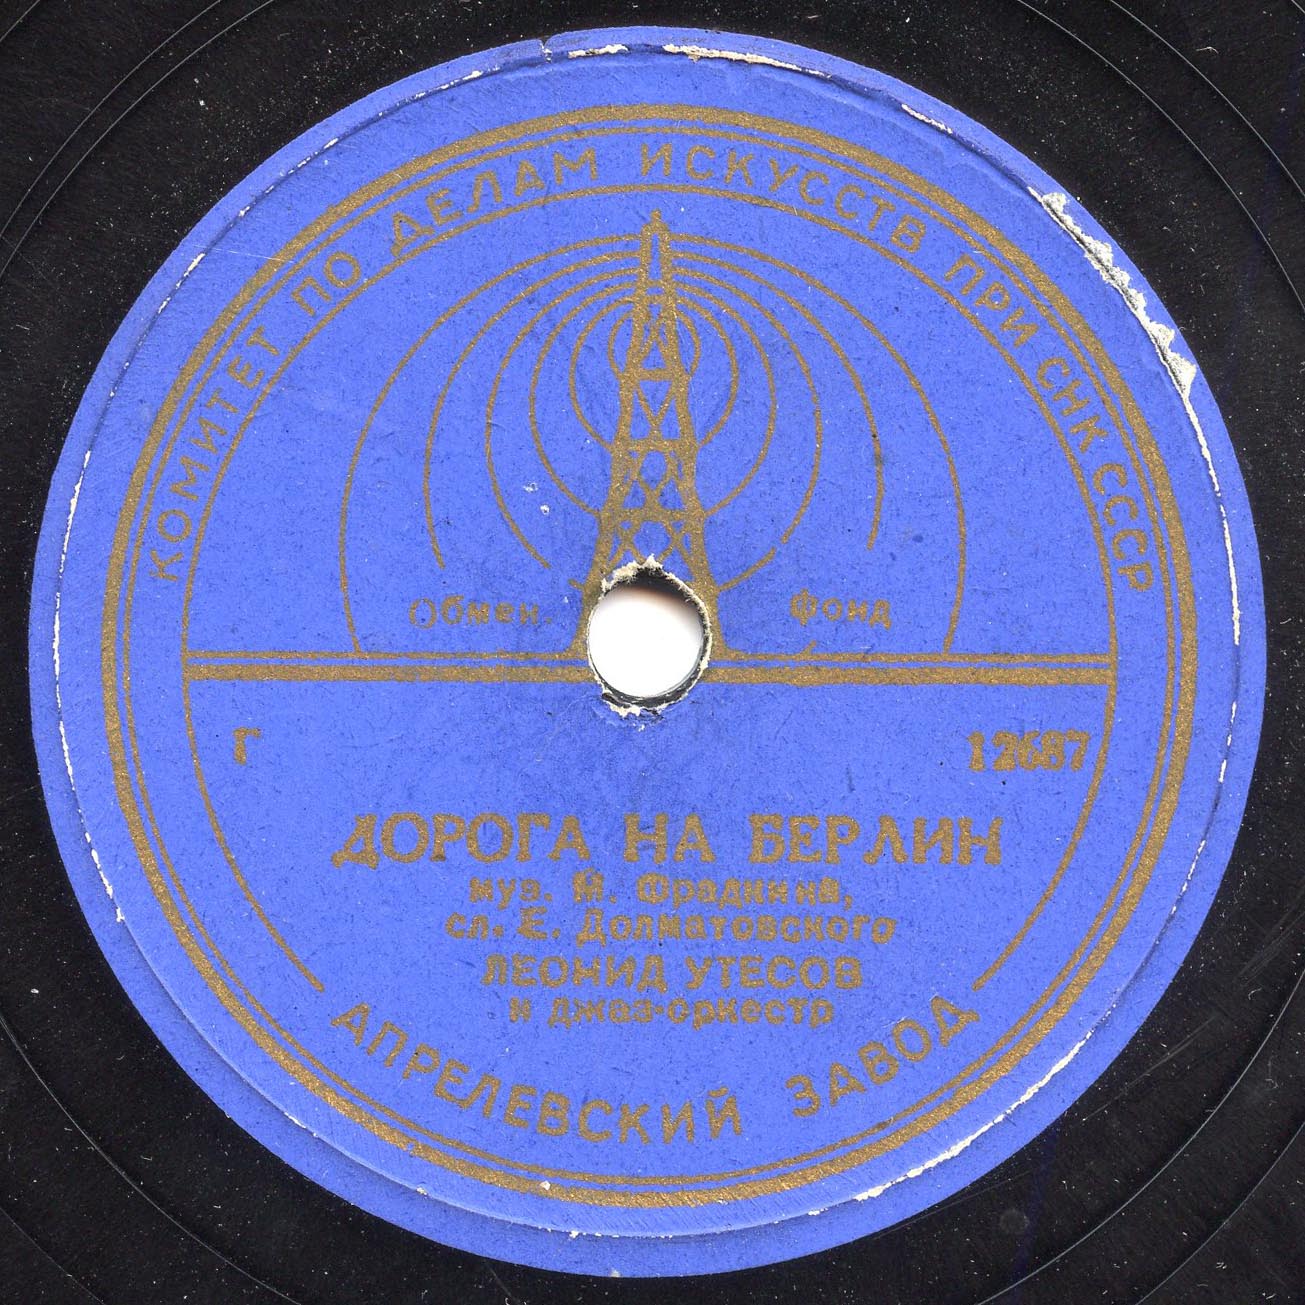 КОМИТЕТ ПО ДЕЛАМ ИСКУССТВ ПРИ СНК СССР
Обмен. Фонд
Г 12687
ДОРОГА НА БЕРЛИН
муз. М. Фрадкина,
сл. Е. Долматовского
ЛЕОНИД УТЕСОВ
и джаз-оркестр
АПРЕЛЕВСКИЙ ЗАВОД